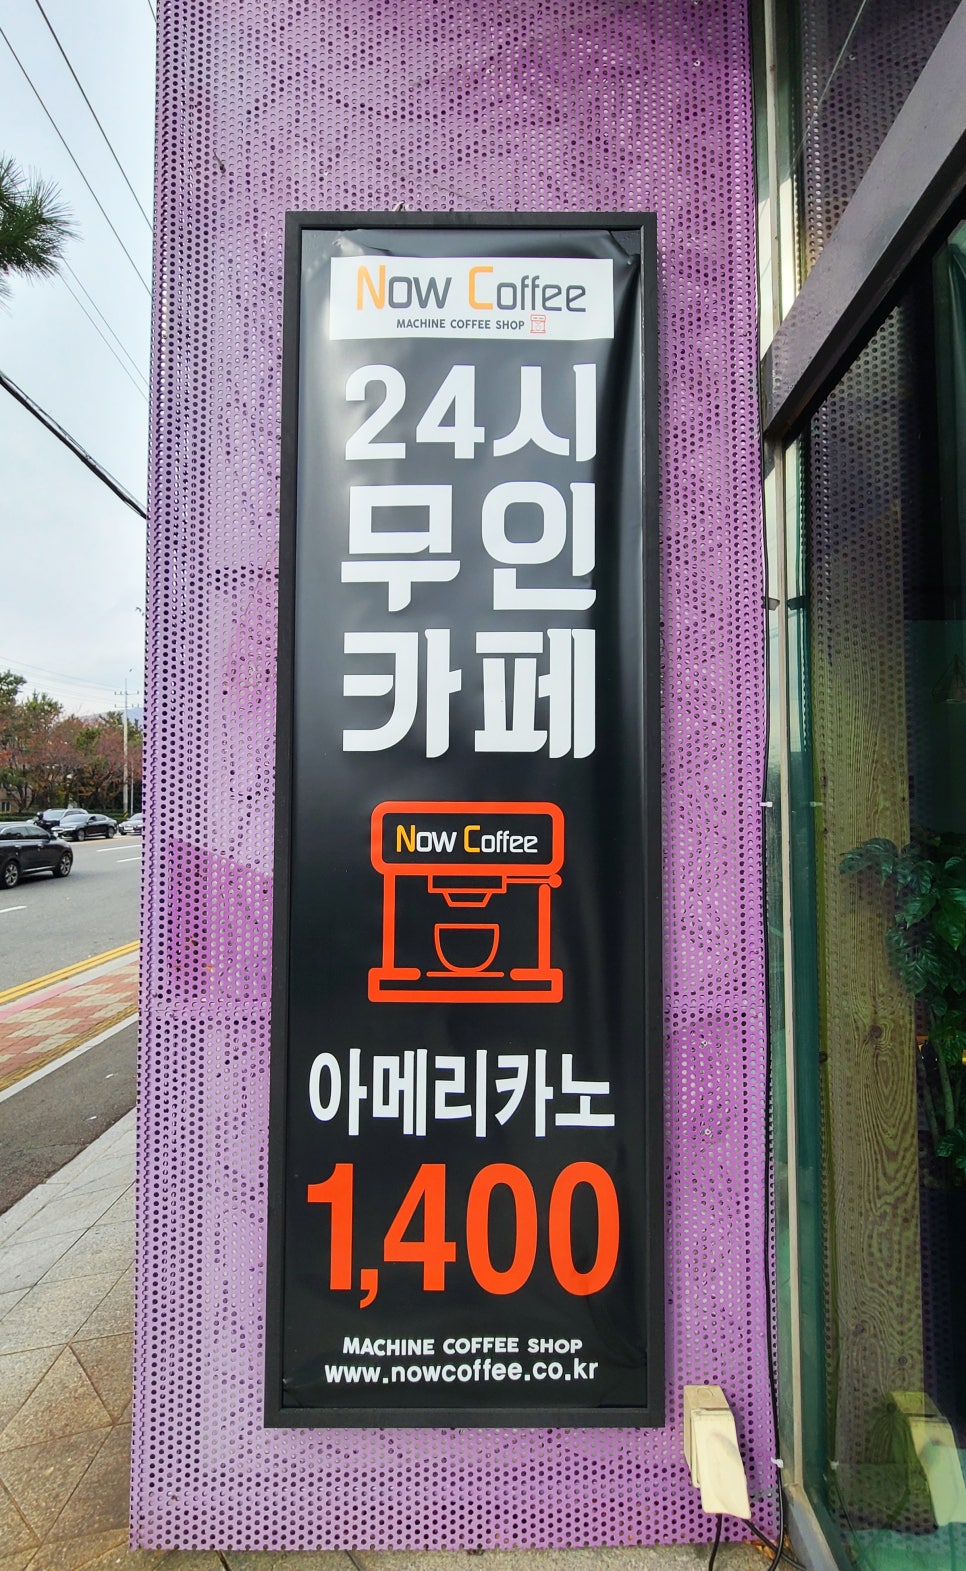 Now Coffee
MACHINE COFFEE SHOP
24시
무인
카페
Now Coffee
아메리카노
1,400
MACHINE COFFEE SHOP
www.nowcoffee.co.kr